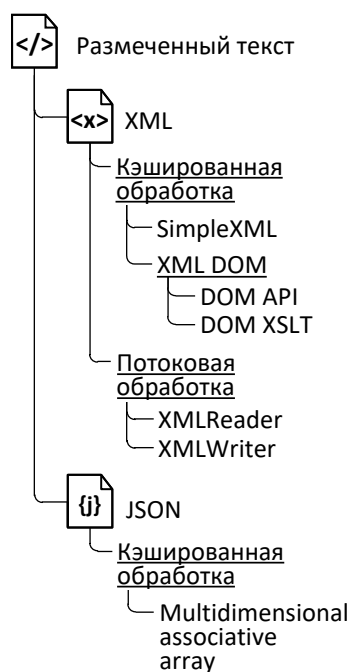 </> Размеченный текст
<x> XML
Кэшированная
обработка
SimpleXML
XML DOM
DOM API
DOM XSLT
Потоковая
обработка
XMLReader
XMLWriter
{j} JSON
Кэшированная
обработка
Multidimensional
associative
array